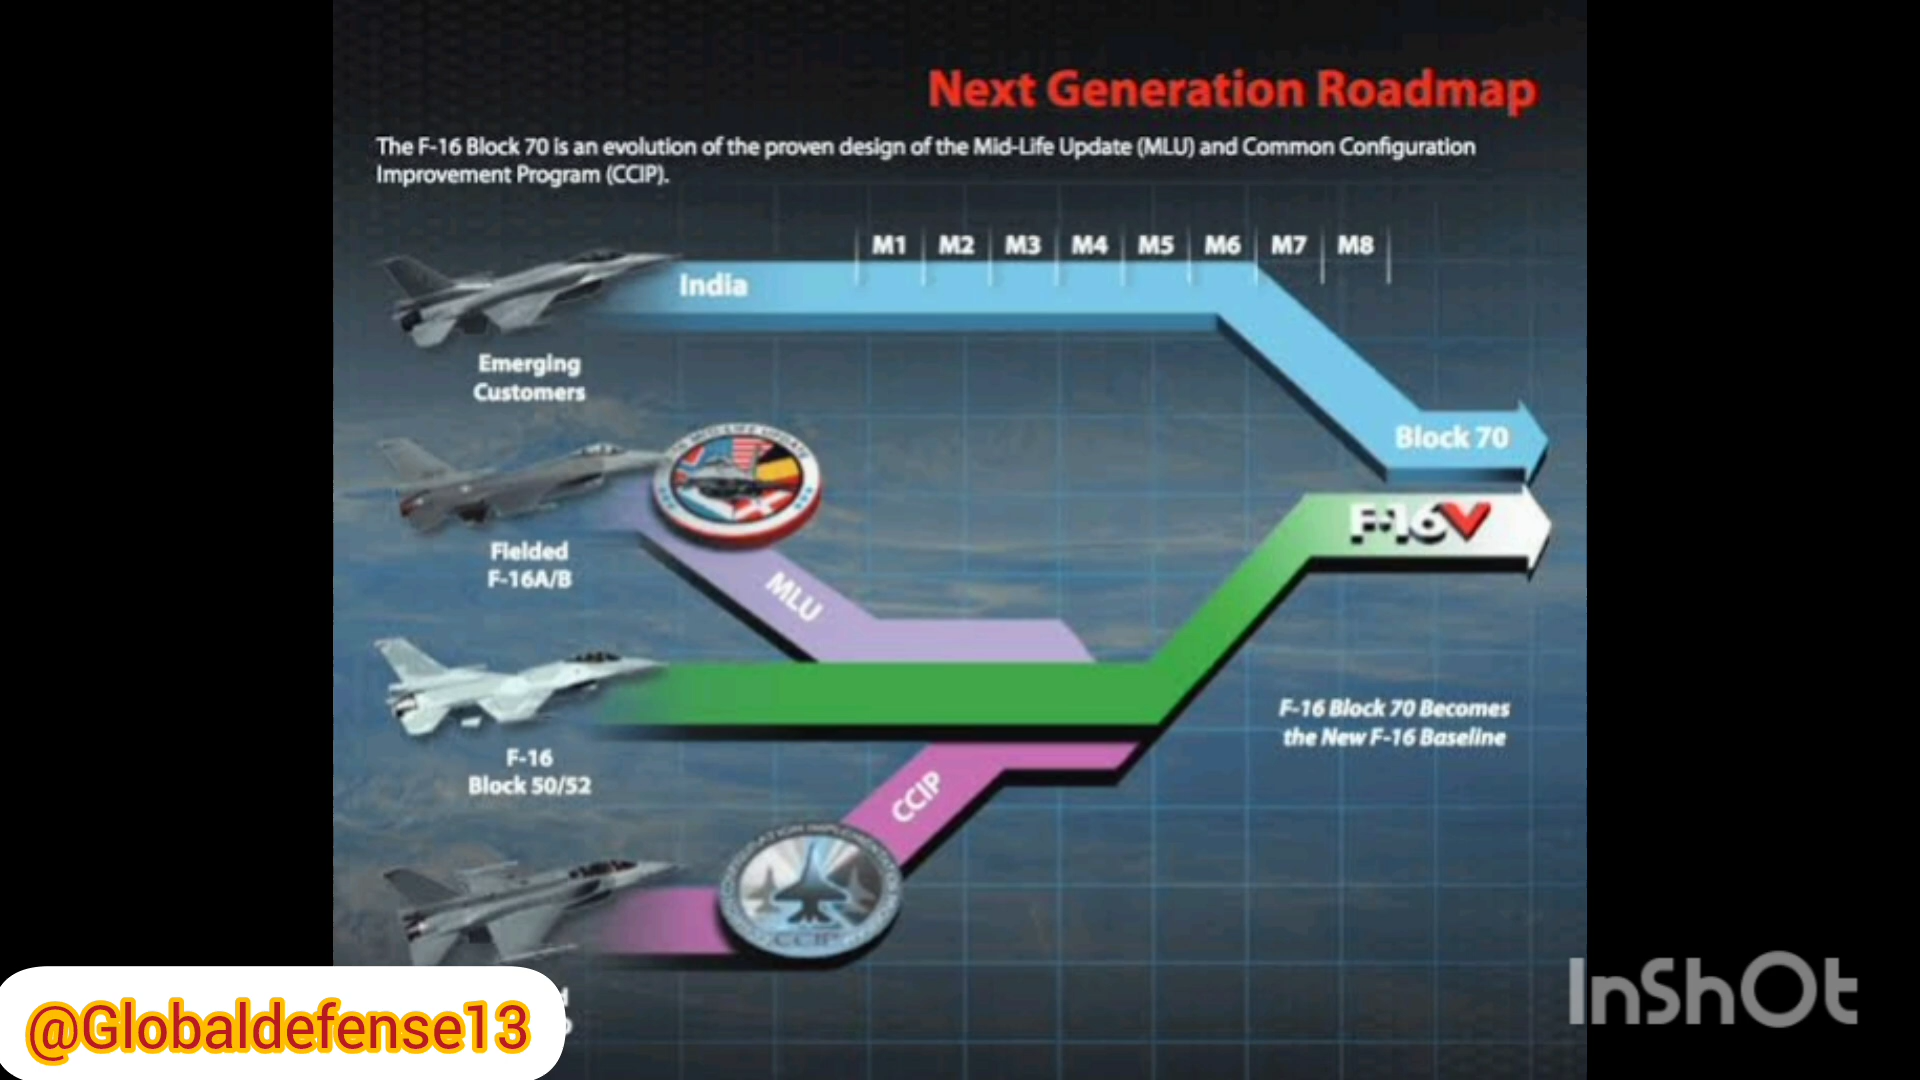 Next Generation Roadmap
The F-16 Block 70 is an evolution of the proven design of the Mid-Life Update (MLU) and Common Configuration
Improvement Program (CCIP).
M1 M2 M3 M4 M5 M6 M7 M8
India
Emerging
Customers
Block 70
F-16V
Fielded
F-16A/B
MLU
F-16 Block 70 Becomes
the New F-16 Baseline
F-16
Block 50/52
CCIP
CCIP
@Globaldefense13
InShOt